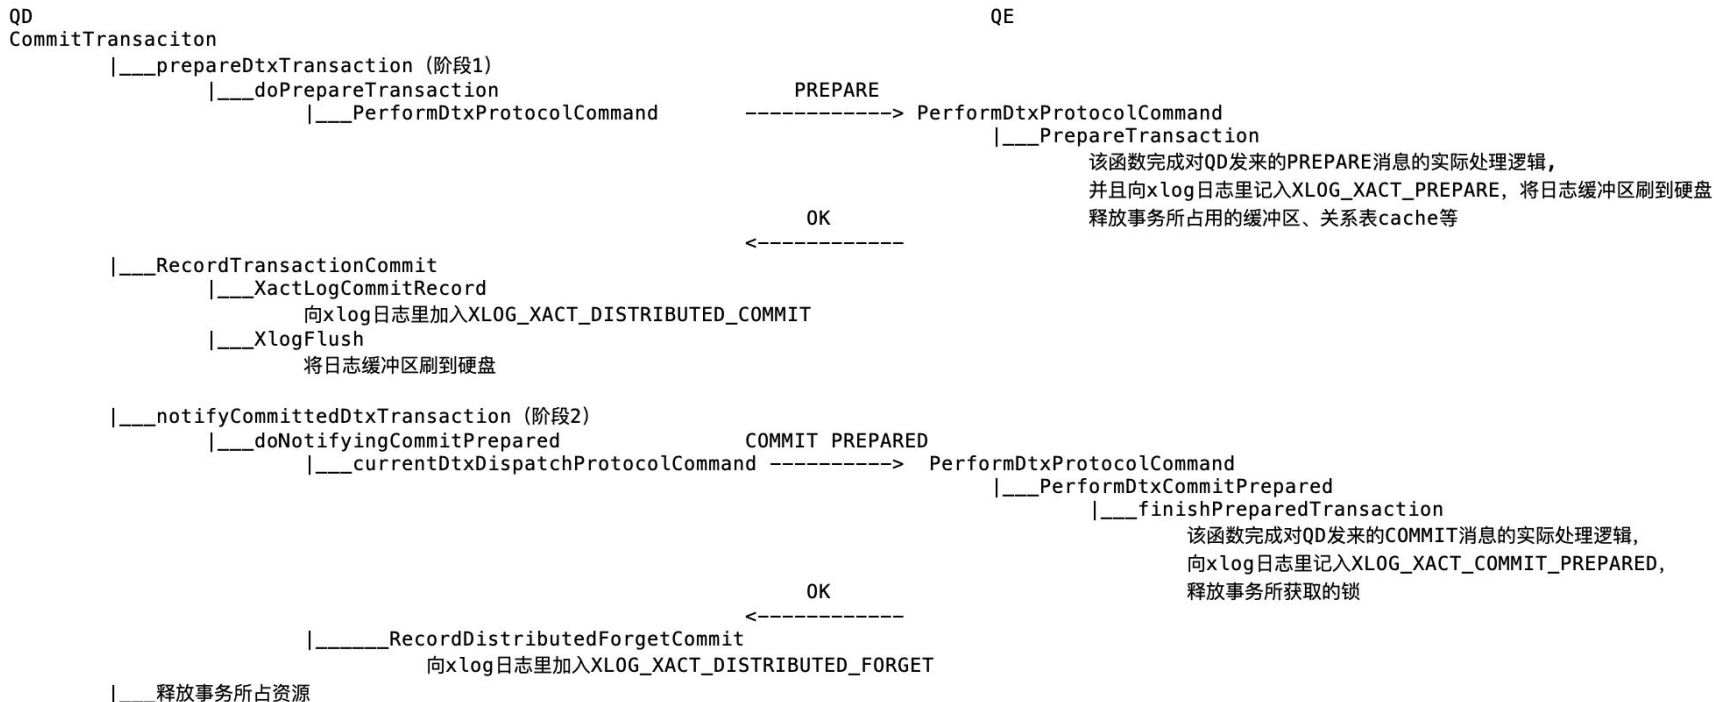 QD QE
CommitTransaciton
|___prepareDtxTransaction（阶段1）
|___doPrepareTransaction PREPARE
|___PerformDtxProtocolCommand ------------> PerformDtxProtocolCommand
|___PrepareTransaction
该函数完成对QD发来的PREPARE消息的实际处理逻辑,
并且向xlog日志里记入XLOG_XACT_PREPARE，将日志缓冲区刷到硬盘
OK 释放事务所占用的缓冲区、关系表cache等
<------------
|___RecordTransactionCommit
|___XactLogCommitRecord
向xlog日志里加入XLOG_XACT_DISTRIBUTED_COMMIT
|___XlogFlush
将日志缓冲区刷到硬盘
|___notifyCommittedDtxTransaction（阶段2）
|___doNotifyingCommitPrepared COMMIT PREPARED
|___currentDtxDispatchProtocolCommand ----------> PerformDtxProtocolCommand
|___PerformDtxCommitPrepared
|___finishPreparedTransaction
该函数完成对QD发来的COMMIT消息的实际处理逻辑，
向xlog日志里记入XLOG_XACT_COMMIT_PREPARED，
OK 释放事务所获取的锁
<-------------
|______RecordDistributedForgetCommit
向xlog日志里加入XLOG_XACT_DISTRIBUTED_FORGET
|___释放事务所占资源